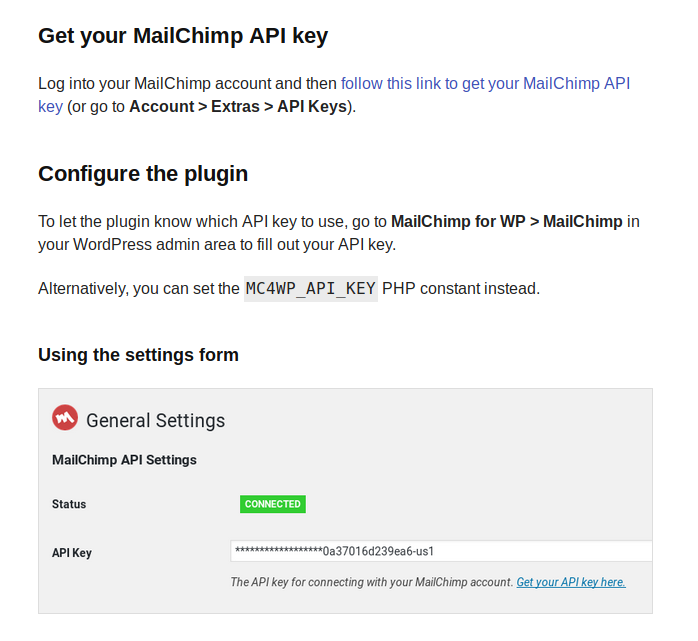 Get your MailChimp API key
Log into your MailChimp account and then follow this link to get your MailChimp API
key (or go to Account > Extras > API Keys).
Configure the plugin
To let the plugin know which API key to use, go to MailChimp for WP > MailChimp in
your WordPress admin area to fill out your API key.
Alternatively, you can set the MC4WP_API_KEY PHP constant instead.
Using the settings form
General Settings
MailChimp API Settings
Status CONNECTED
API Key ******************0a37016d239ea6-us1
The API key for connecting with your MailChimp account. Get your API key here.